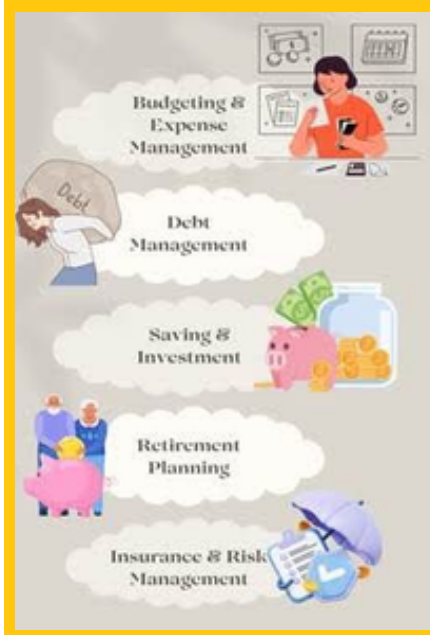 Budgeting &
Expense
Management
Debt
Debt
Management
Saving &
Investment
Retirement
Planning
Insurance & Risk
Management